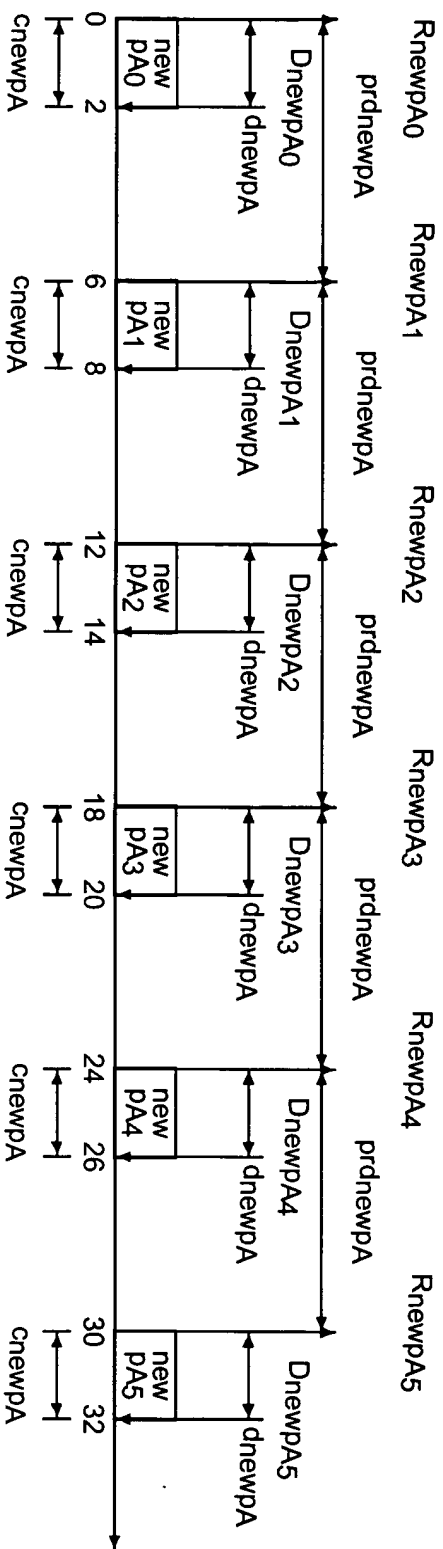 RnewpA0 RnewpA1 RnewpA2 RnewpA3 RnewpA4 RnewpA5
prdnewpA prdnewpA prdnewpA prdnewpA prdnewpA
DnewpA0 DnewpA1 DnewpA2 DnewpA3 DnewpA4 DnewpA5
dnewpA dnewpA dnewpA dnewpA dnewpA dnewpA
new new new new new new
pA0 pA1 pA2 pA3 pA4 pA5
0 2 6 8 12 14 18 20 24 26 30 32
cnewpA cnewpA cnewpA cnewpA cnewpA cnewpA